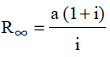 R∞ = a (1 + i) / i